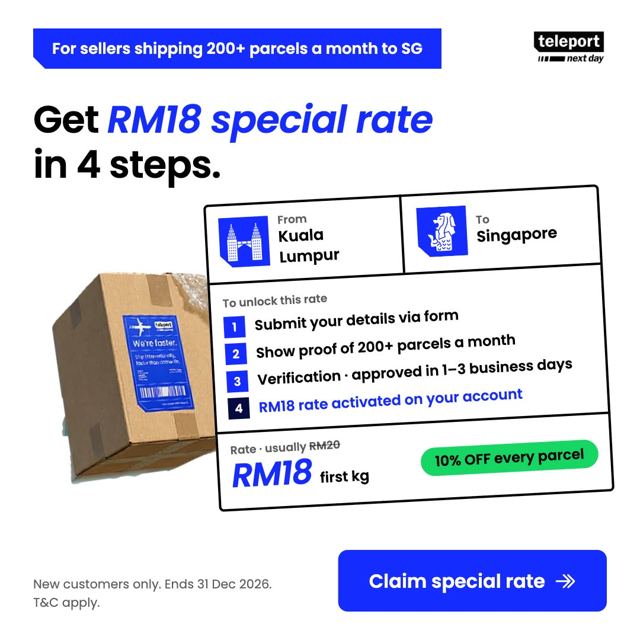 For sellers shipping 200+ parcels a month to SG
teleport
next day
Get RM18 special rate
in 4 steps.
From
Kuala
Lumpur
To
Singapore
To unlock this rate
1 Submit your details via form
2 Show proof of 200+ parcels a month
3 Verification · approved in 1–3 business days
4 RM18 rate activated on your account
teleport
We're faster.
Rate · usually RM20
RM18 first kg
10% OFF every parcel
New customers only. Ends 31 Dec 2026.
T&C apply.
Claim special rate